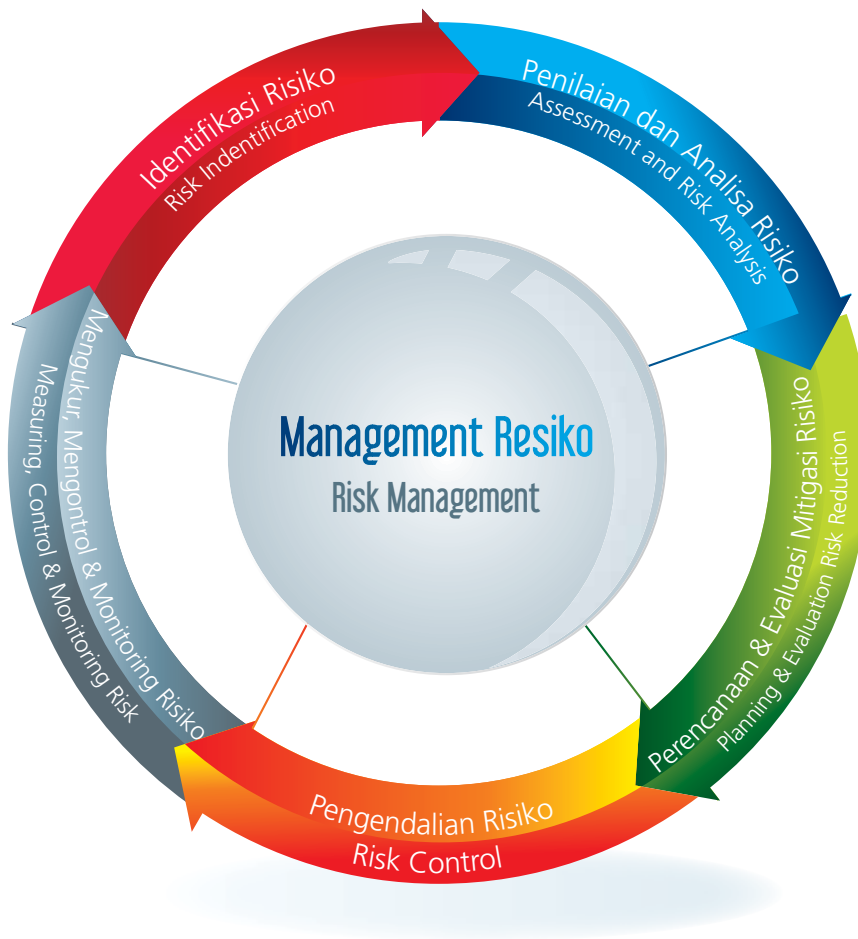 Identifikasi Risiko
Risk Indentification
Penilaian dan Analisa Risiko
Assessment and Risk Analysis
Perencanaan & Evaluasi Mitigasi Risiko
Planning & Evaluation Risk Reduction
Pengendalian Risiko
Risk Control
Mengukur, Mengontrol & Monitoring Risiko
Measuring, Control & Monitoring Risk
Management Resiko
Risk Management